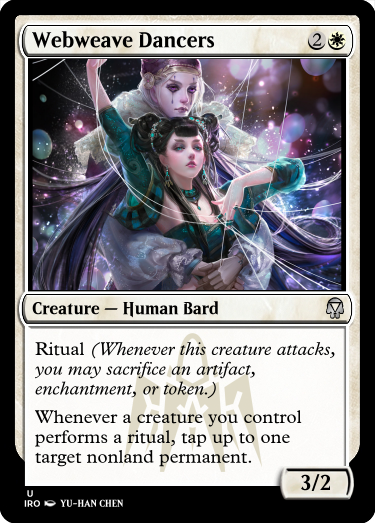 Webweave Dancers 2
Creature — Human Bard
Ritual (Whenever this creature attacks,
you may sacrifice an artifact,
enchantment, or token.)
Whenever a creature you control
performs a ritual, tap up to one
target nonland permanent.
3/2
U
IRO YU-HAN CHEN